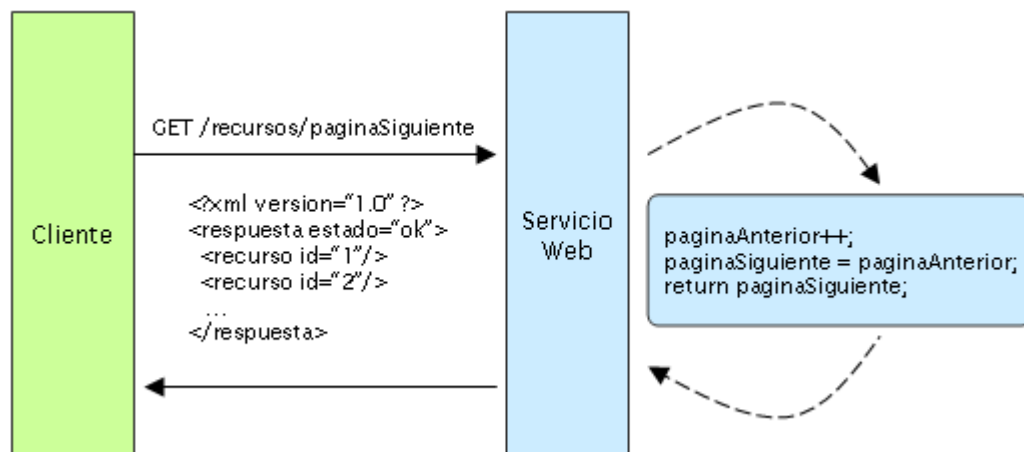 GET /recursos/paginaSiguiente
Cliente
<?xml version="1.0" ?>
<respuesta estado="ok">
<recurso id="1"/>
<recurso id="2"/>
...
</respuesta>
Servicio
Web
paginaAnterior++;
paginaSiguiente = paginaAnterior;
return paginaSiguiente;